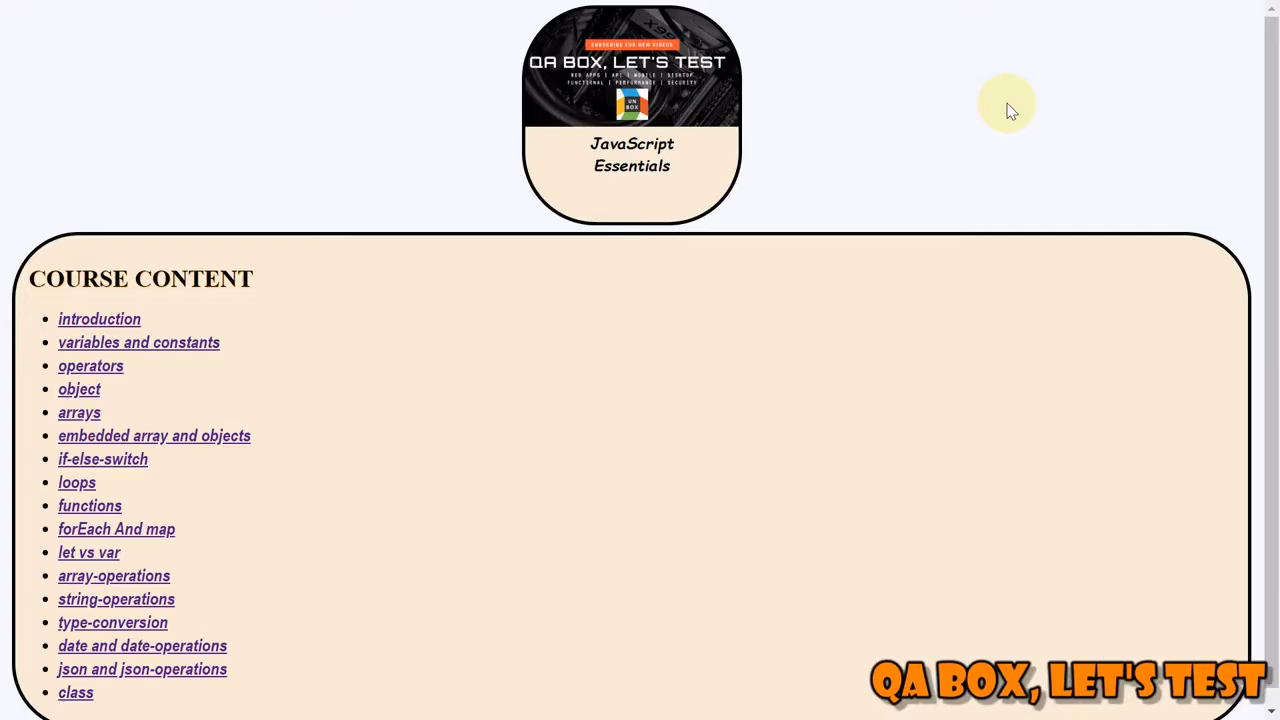 SUBSCRIBE FOR NEW VIDEOS
QA BOX, LET'S TEST
WEB APPS | API | MOBILE | DESKTOP
FUNCTIONAL | PERFORMANCE | SECURITY
UN
BOX
JavaScript
Essentials
COURSE CONTENT
introduction
variables and constants
operators
object
arrays
embedded array and objects
if-else-switch
loops
functions
forEach And map
let vs var
array-operations
string-operations
type-conversion
date and date-operations
json and json-operations
class
QA BOX, LET'S TEST